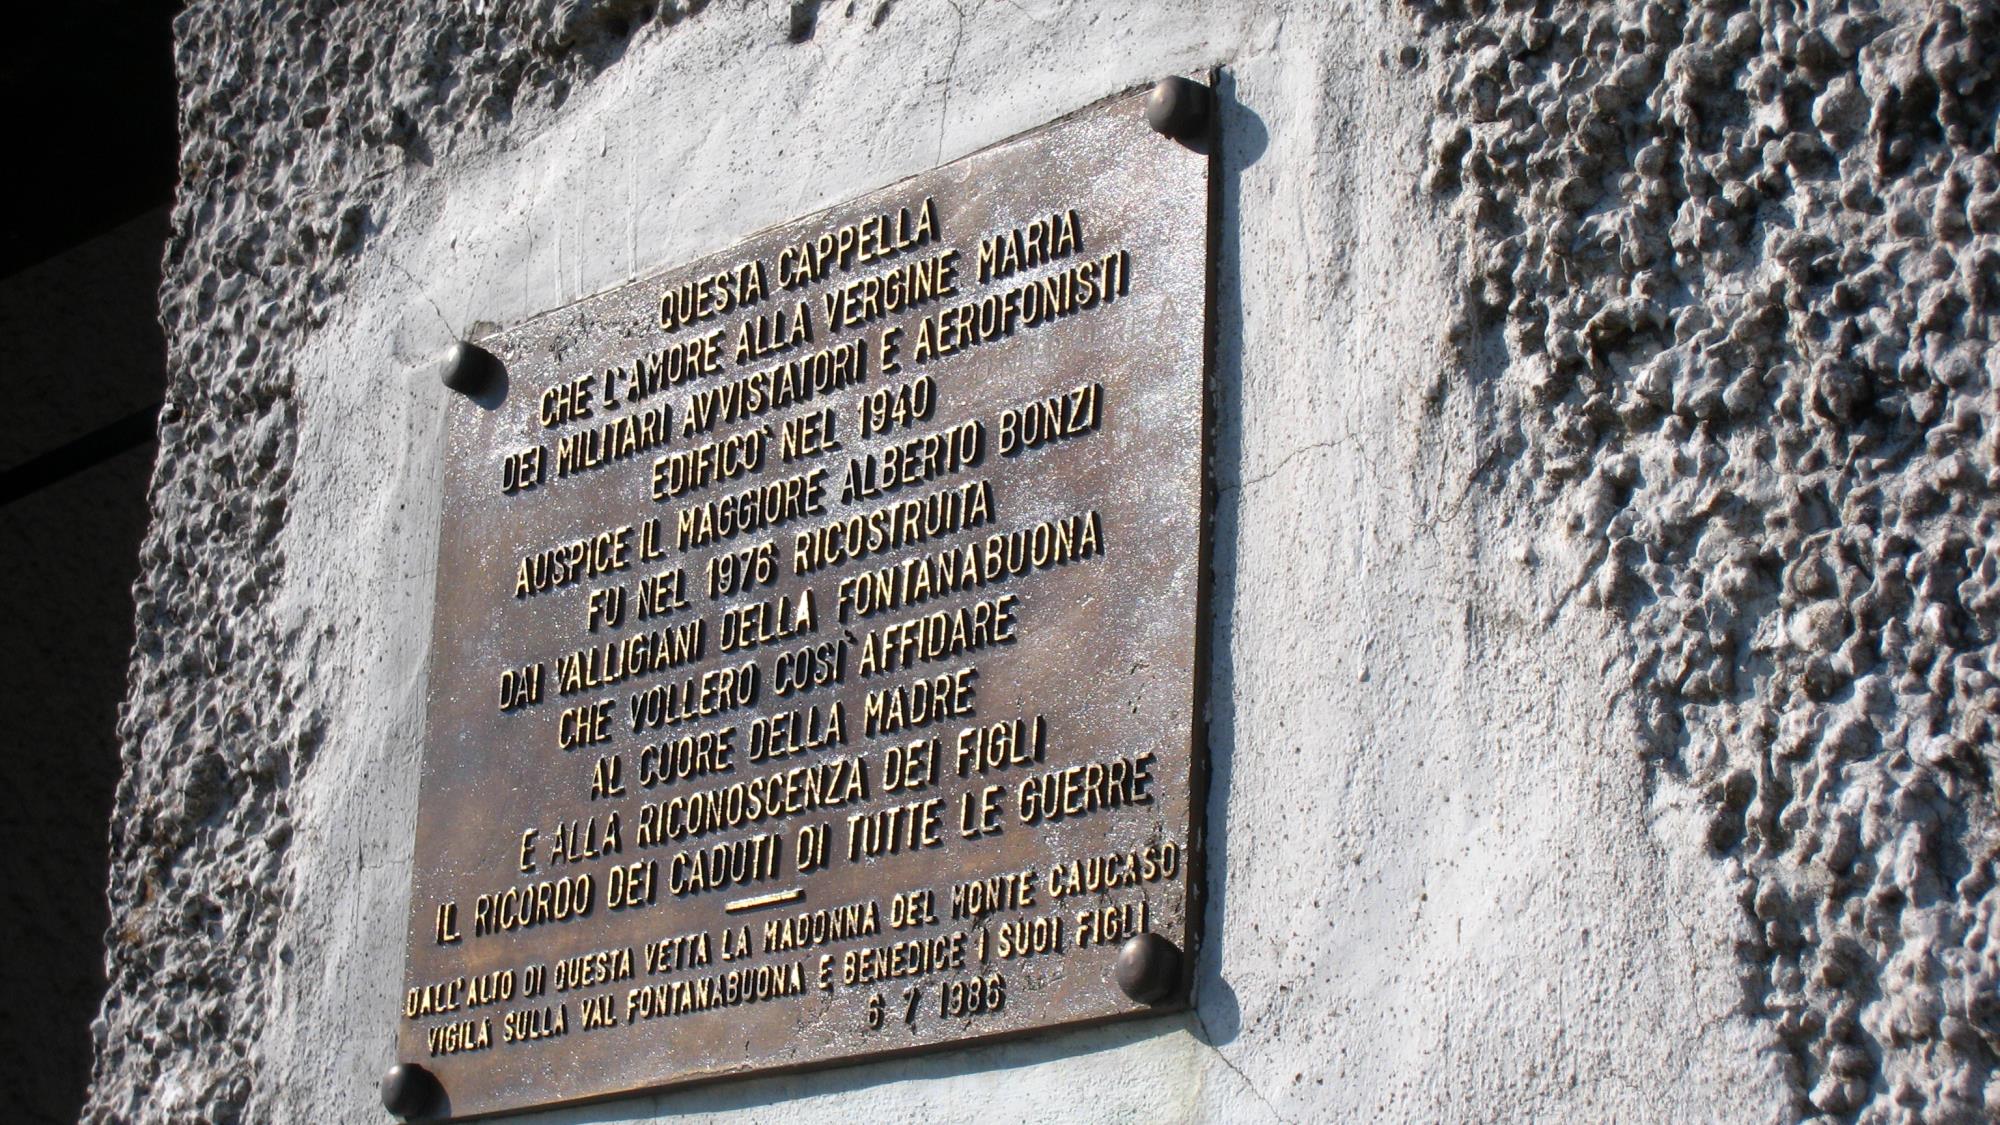 QUESTA CAPPELLA
CHE L'AMORE ALLA VERGINE MARIA
DEI MILITARI AVVISTATORI E AEROFONISTI
EDIFICO' NEL 1940
AUSPICE IL MAGGIORE ALBERTO BONZI
FU NEL 1976 RICOSTRUITA
DAI VALLIGIANI DELLA FONTANABUONA
CHE VOLLERO COSI' AFFIDARE
AL CUORE DELLA MADRE
E ALLA RICONOSCENZA DEI FIGLI
IL RICORDO DEI CADUTI DI TUTTE LE GUERRE
DALL'ALTO DI QUESTA VETTA LA MADONNA DEL MONTE CAUCASO
VIGILA SULLA VAL FONTANABUONA E BENEDICE I SUOI FIGLI
6 7 1986